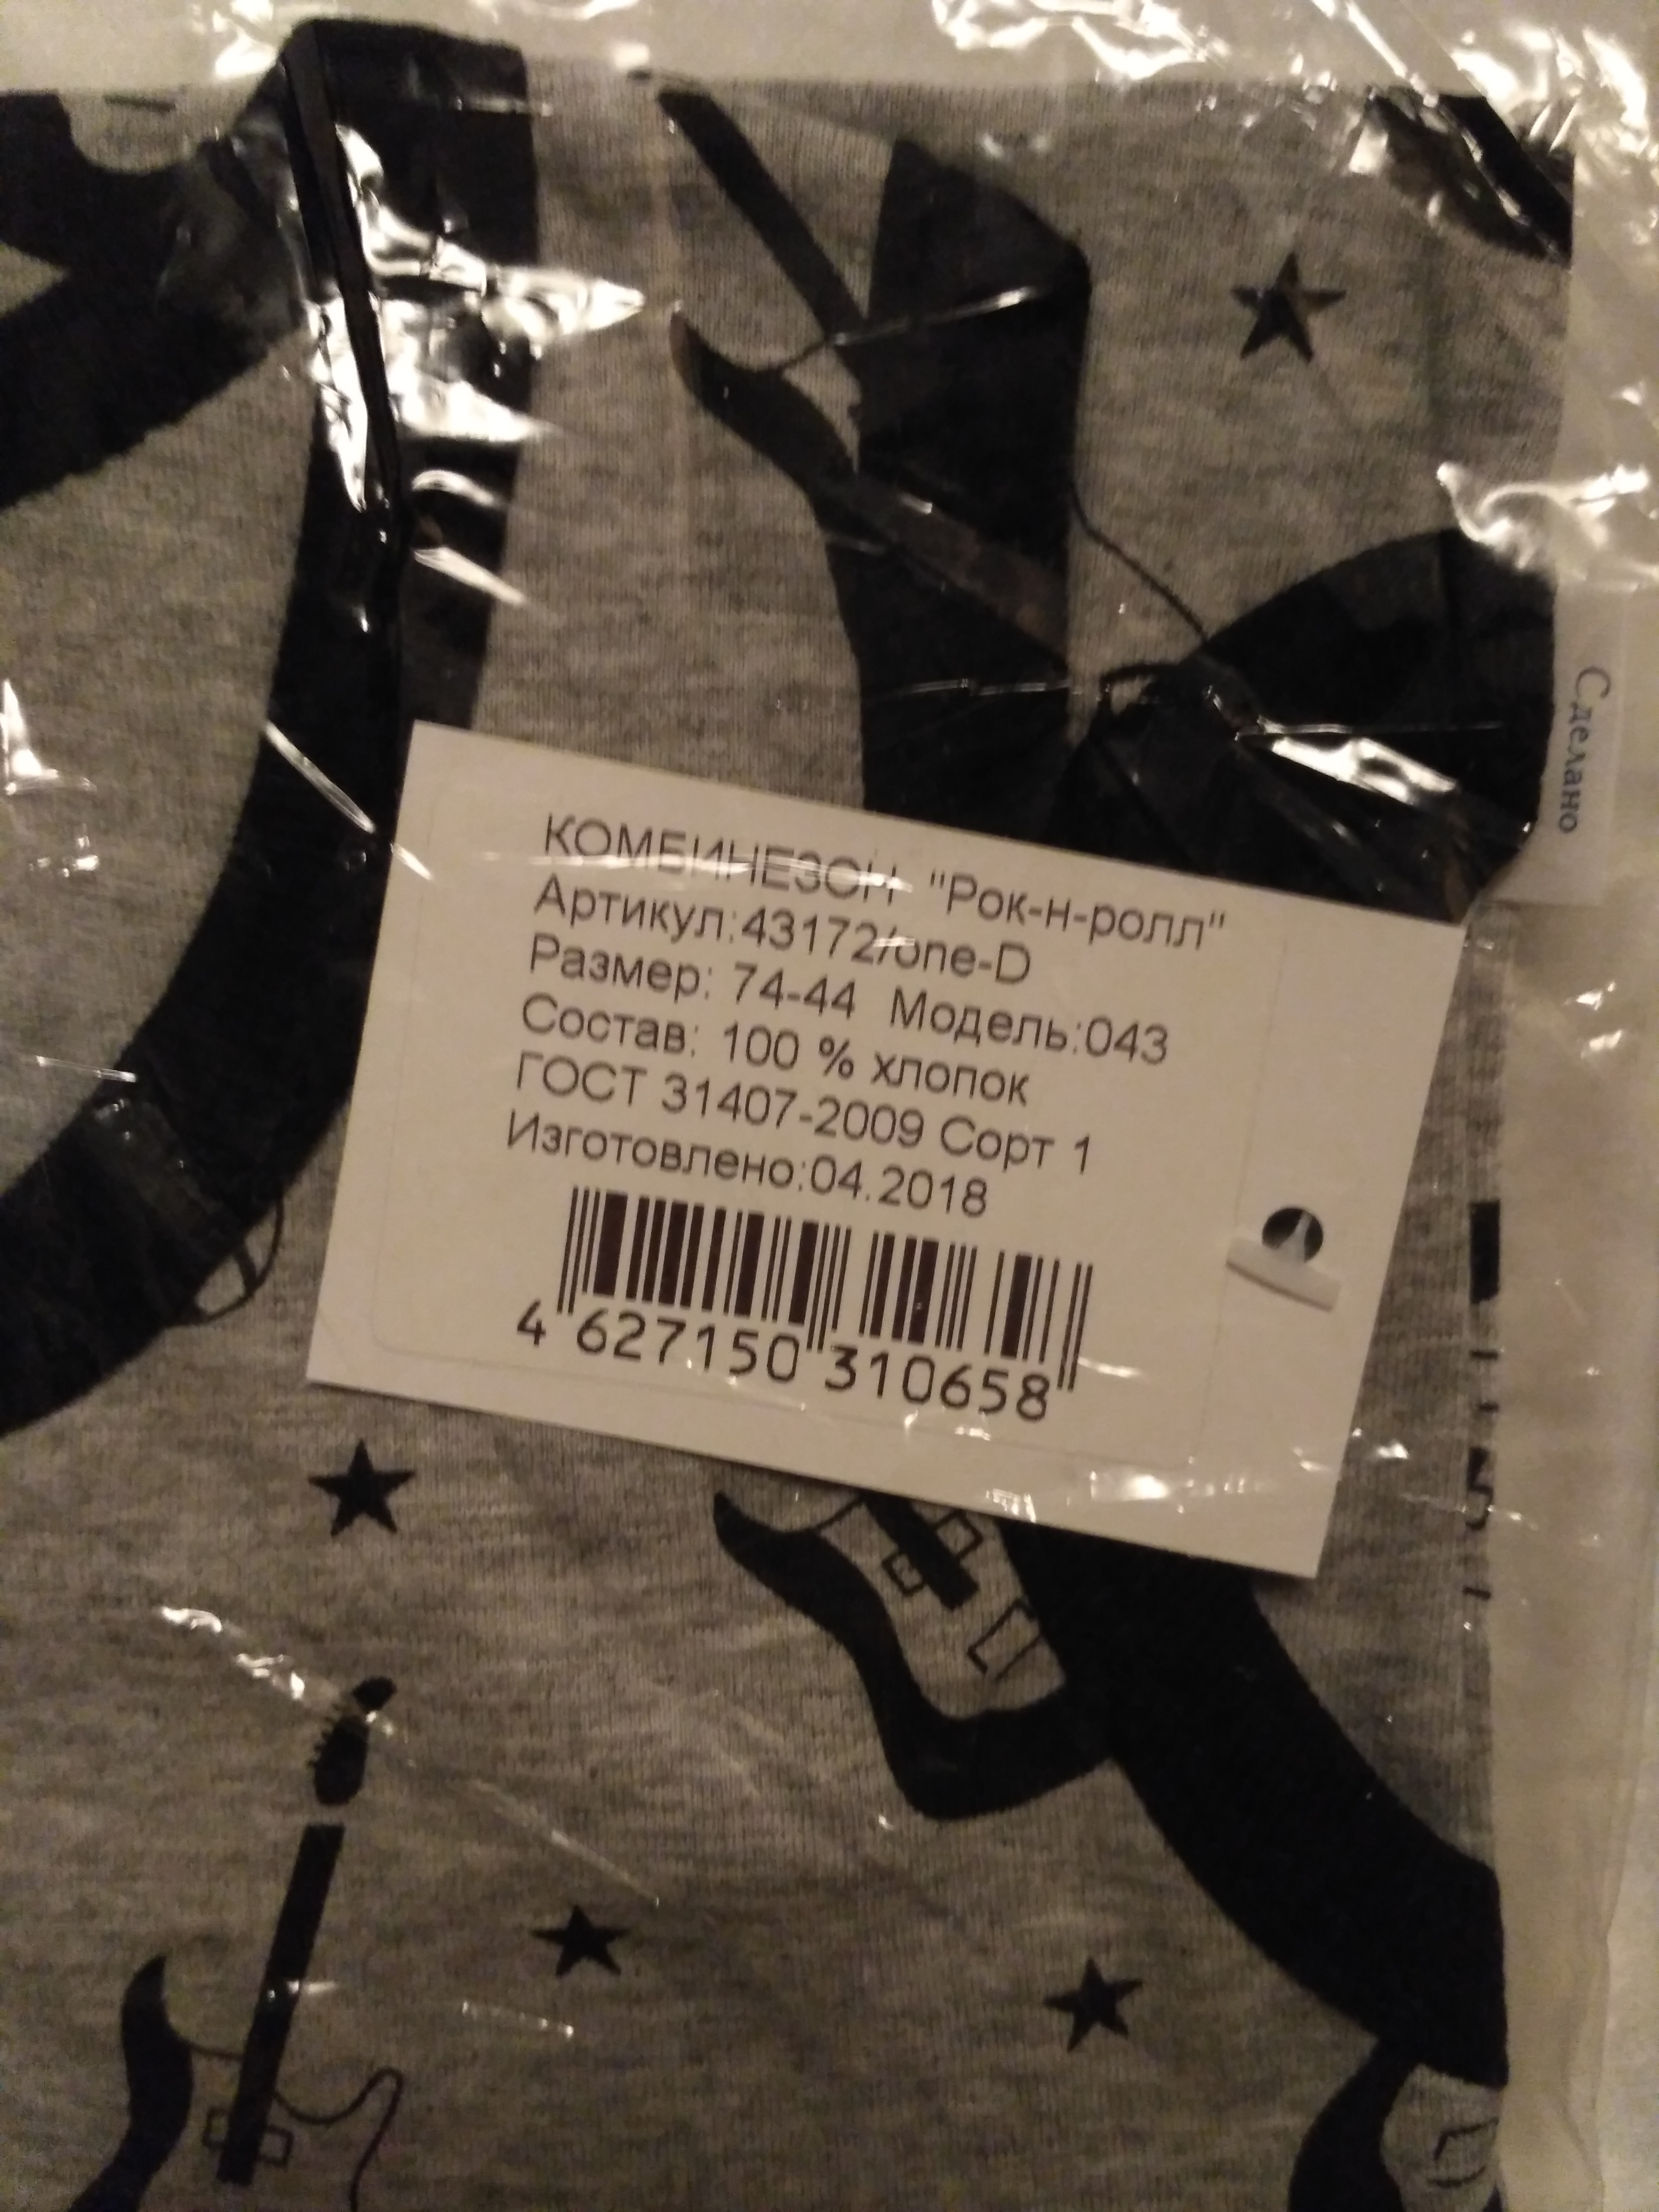 Сделано
КОМБИНЕЗОН "Рок-н-ролл"
Артикул:43172/one-D
Размер: 74-44 Модель:043
Состав: 100 % хлопок
ГОСТ 31407-2009 Сорт 1
Изготовлено:04.2018
4 627150 310658